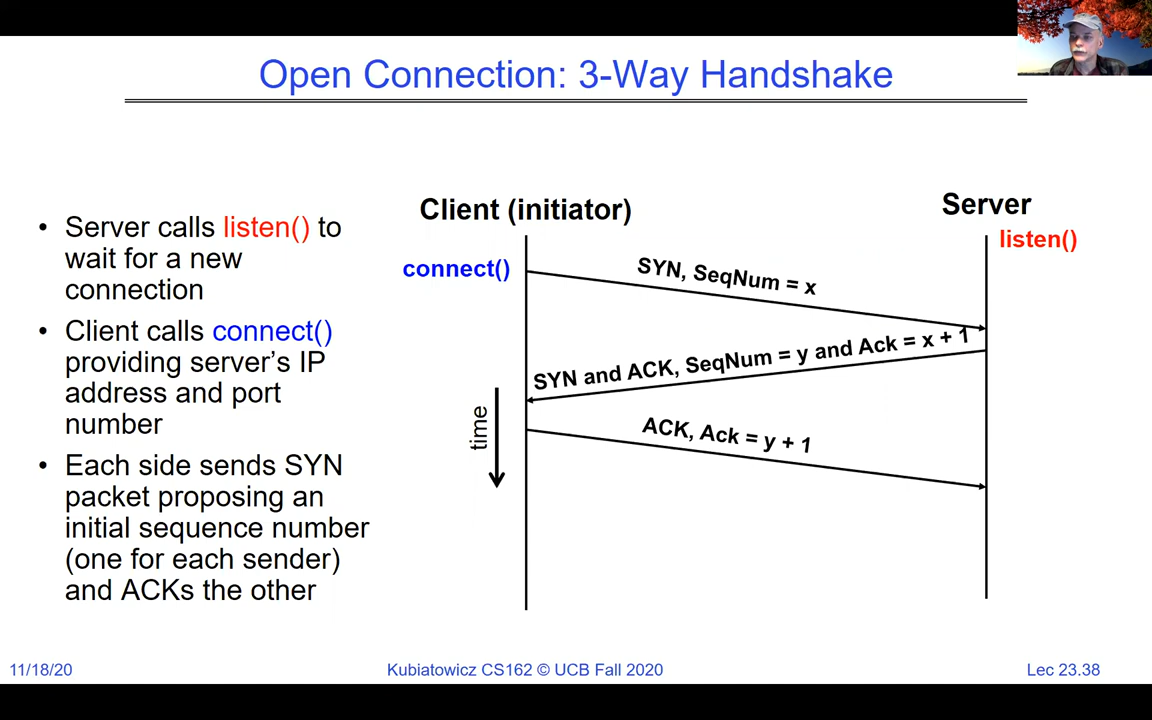 Open Connection: 3-Way Handshake
• Server calls listen() to
wait for a new
connection
• Client calls connect()
providing server's IP
address and port
number
• Each side sends SYN
packet proposing an
initial sequence number
(one for each sender)
and ACKs the other
Client (initiator)
Server
listen()
connect()
SYN, SeqNum = x
SYN and ACK, SeqNum = y and Ack = x + 1
time
ACK, Ack = y + 1
11/18/20
Kubiatowicz CS162 © UCB Fall 2020
Lec 23.38